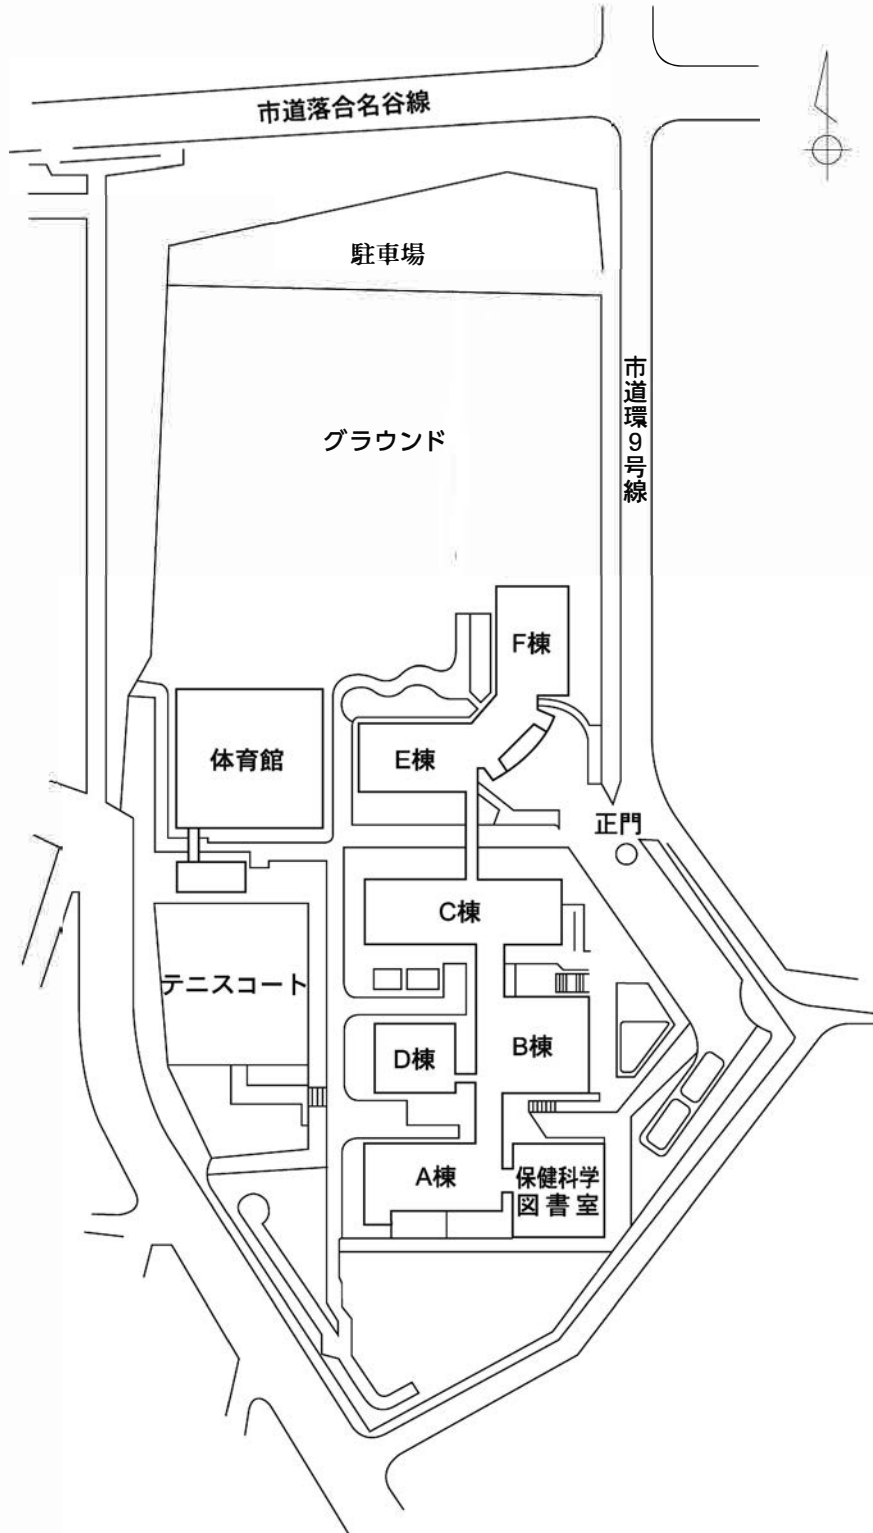 市道落合名谷線
駐車場
市道環9号線
グラウンド
F棟
体育館
E棟
正門
C棟
テニスコート
B棟
D棟
A棟
保健科学
図書室